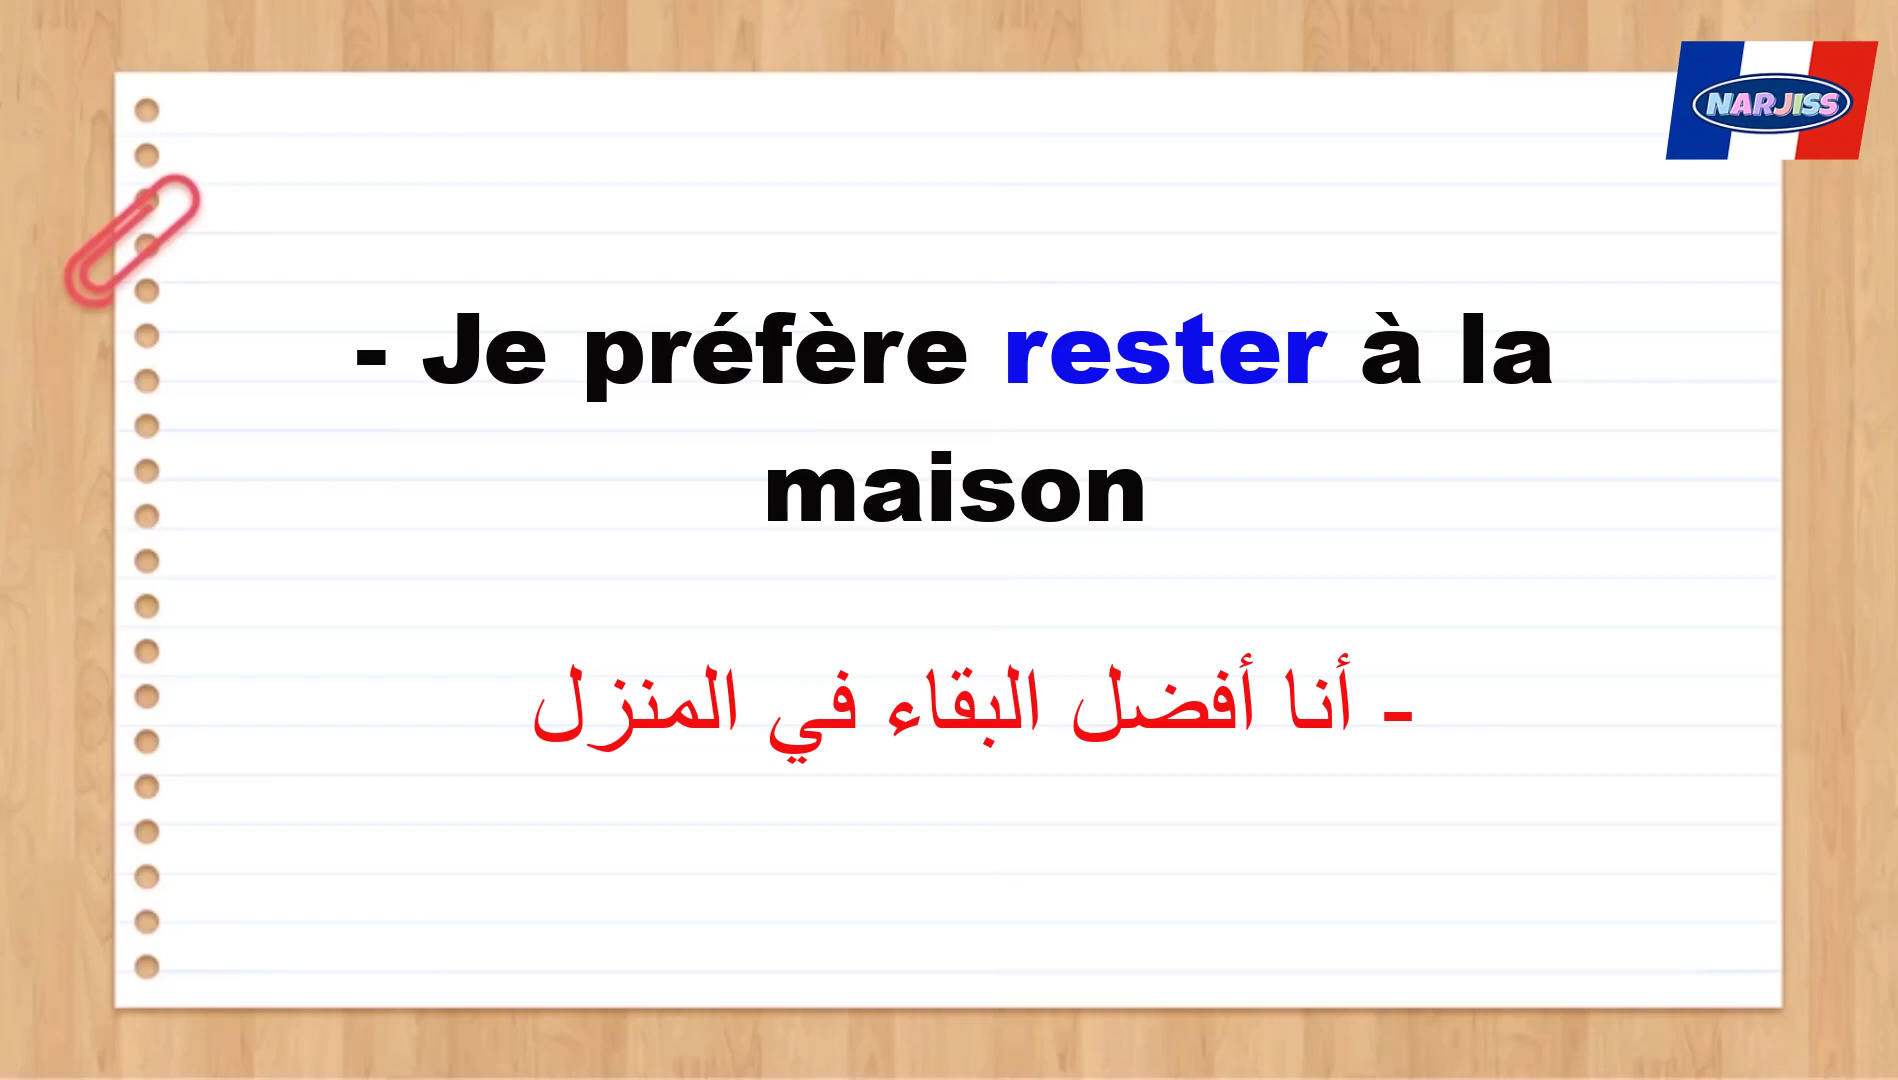 NARJISS
- Je préfère rester à la
maison
- أنا أفضل البقاء في المنزل